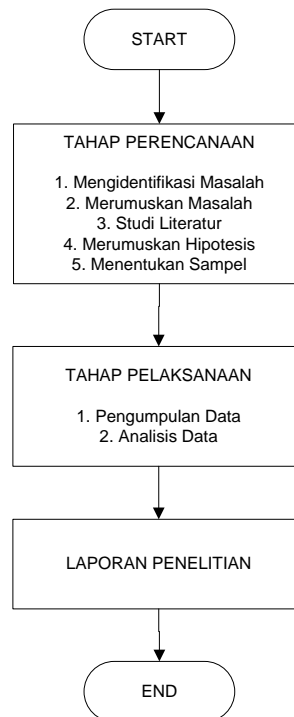 START
TAHAP PERENCANAAN
1. Mengidentifikasi Masalah
2. Merumuskan Masalah
3. Studi Literatur
4. Merumuskan Hipotesis
5. Menentukan Sampel
TAHAP PELAKSANAAN
1. Pengumpulan Data
2. Analisis Data
LAPORAN PENELITIAN
END